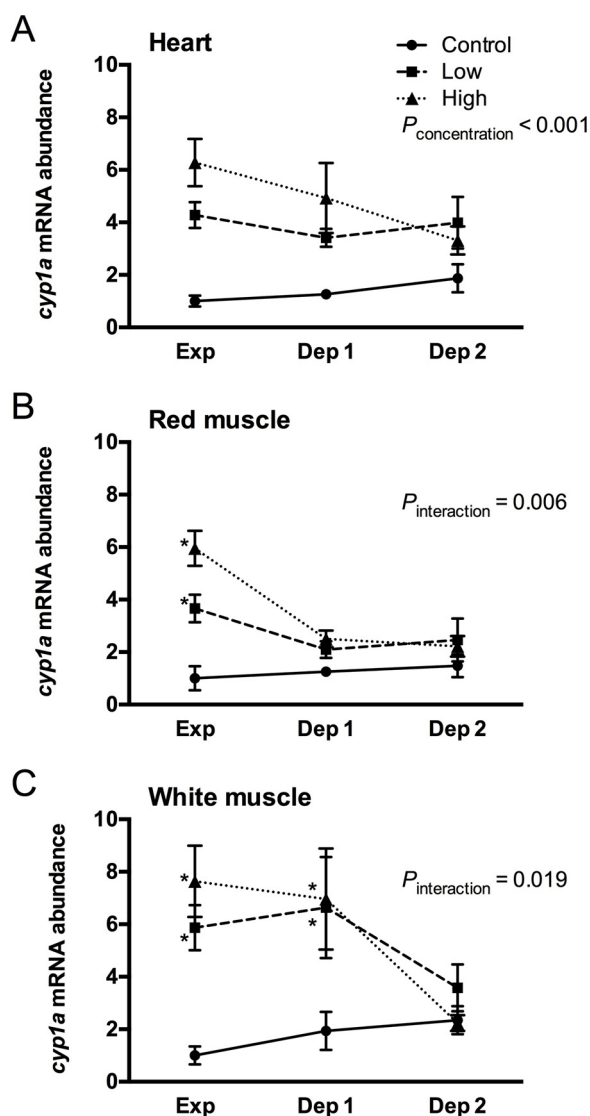 A
Heart
Control
Low
High
P concentration < 0.001
cyp1a mRNA abundance
10
8
6
4
2
0
Exp Dep 1 Dep 2
B
Red muscle
P interaction = 0.006
cyp1a mRNA abundance
10
8
6
4
2
0
*
*
Exp Dep 1 Dep 2
C
White muscle
P interaction = 0.019
cyp1a mRNA abundance
10
8
6
4
2
0
*
*
*
*
Exp Dep 1 Dep 2